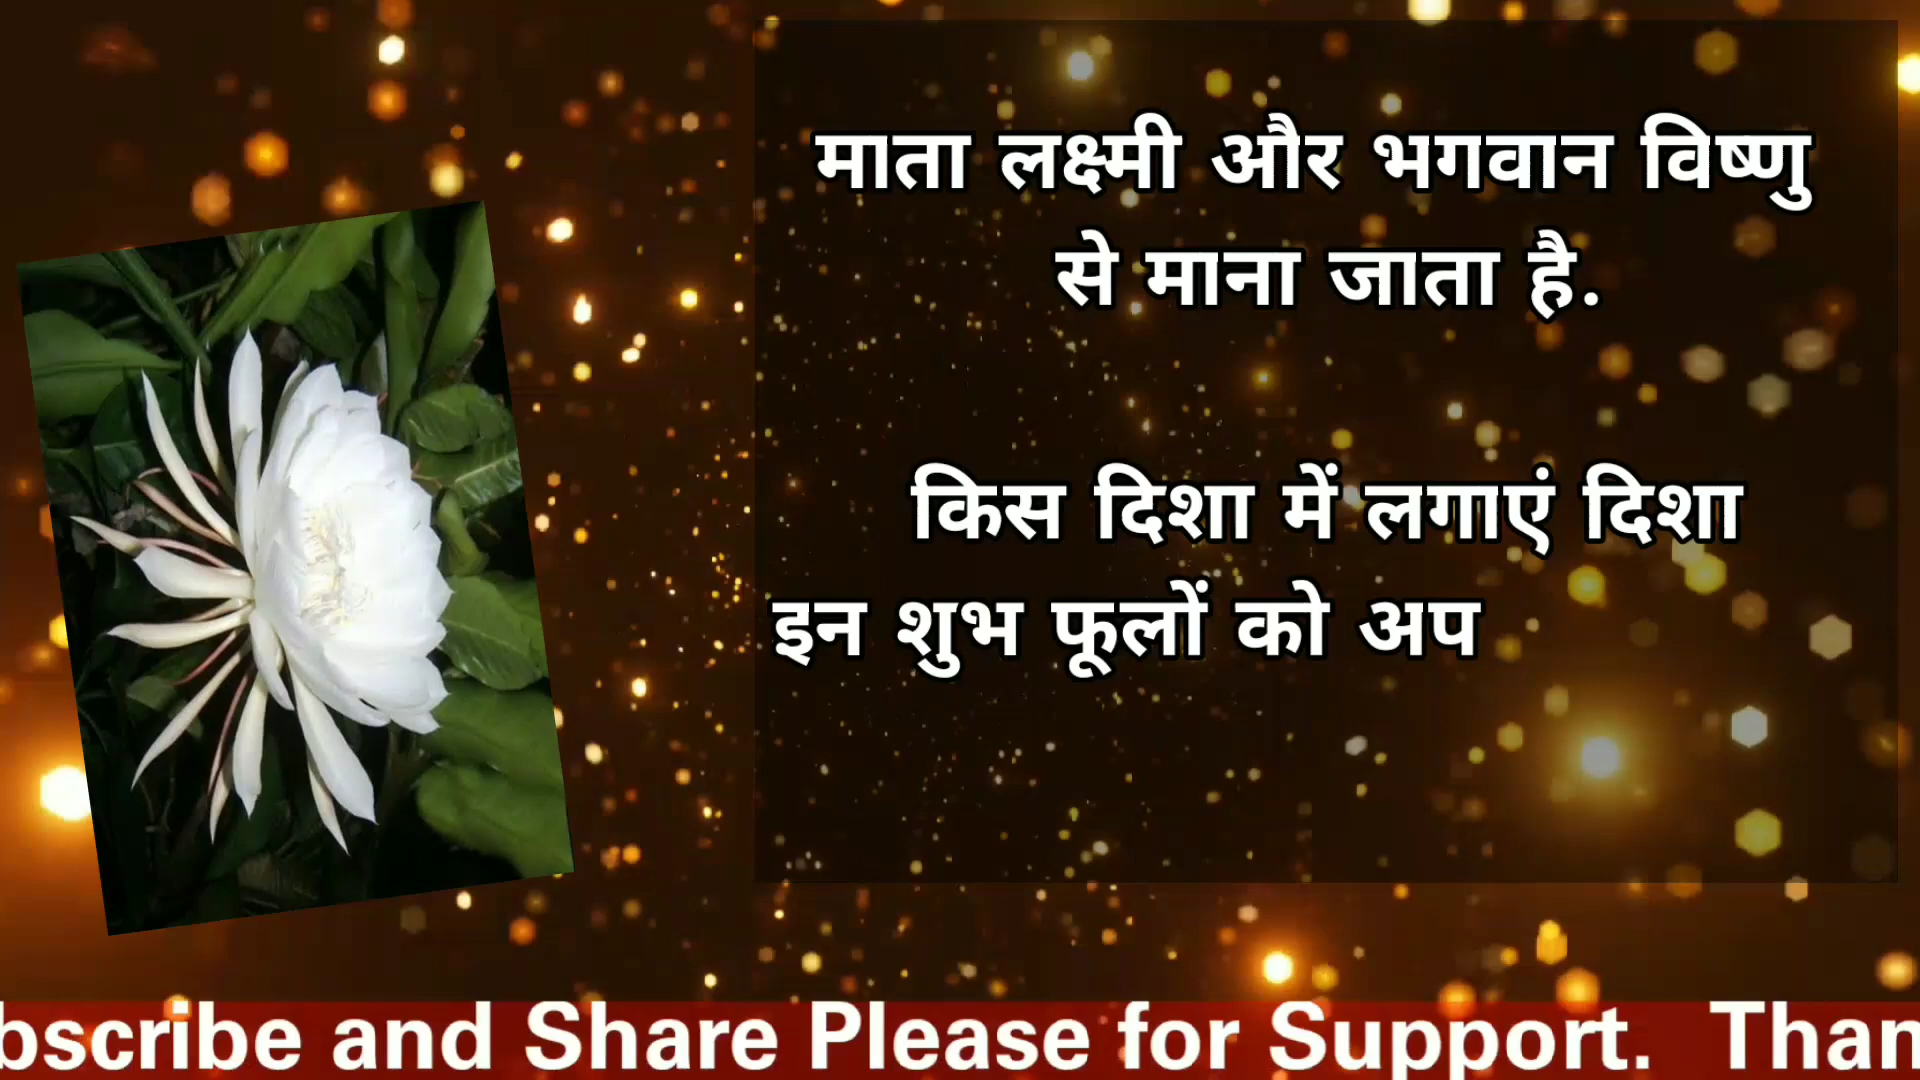 माता लक्ष्मी और भगवान विष्णु
से माना जाता है.
किस दिशा में लगाएं दिशा
इन शुभ फूलों को अप
bscribe and Share Please for Support. Than